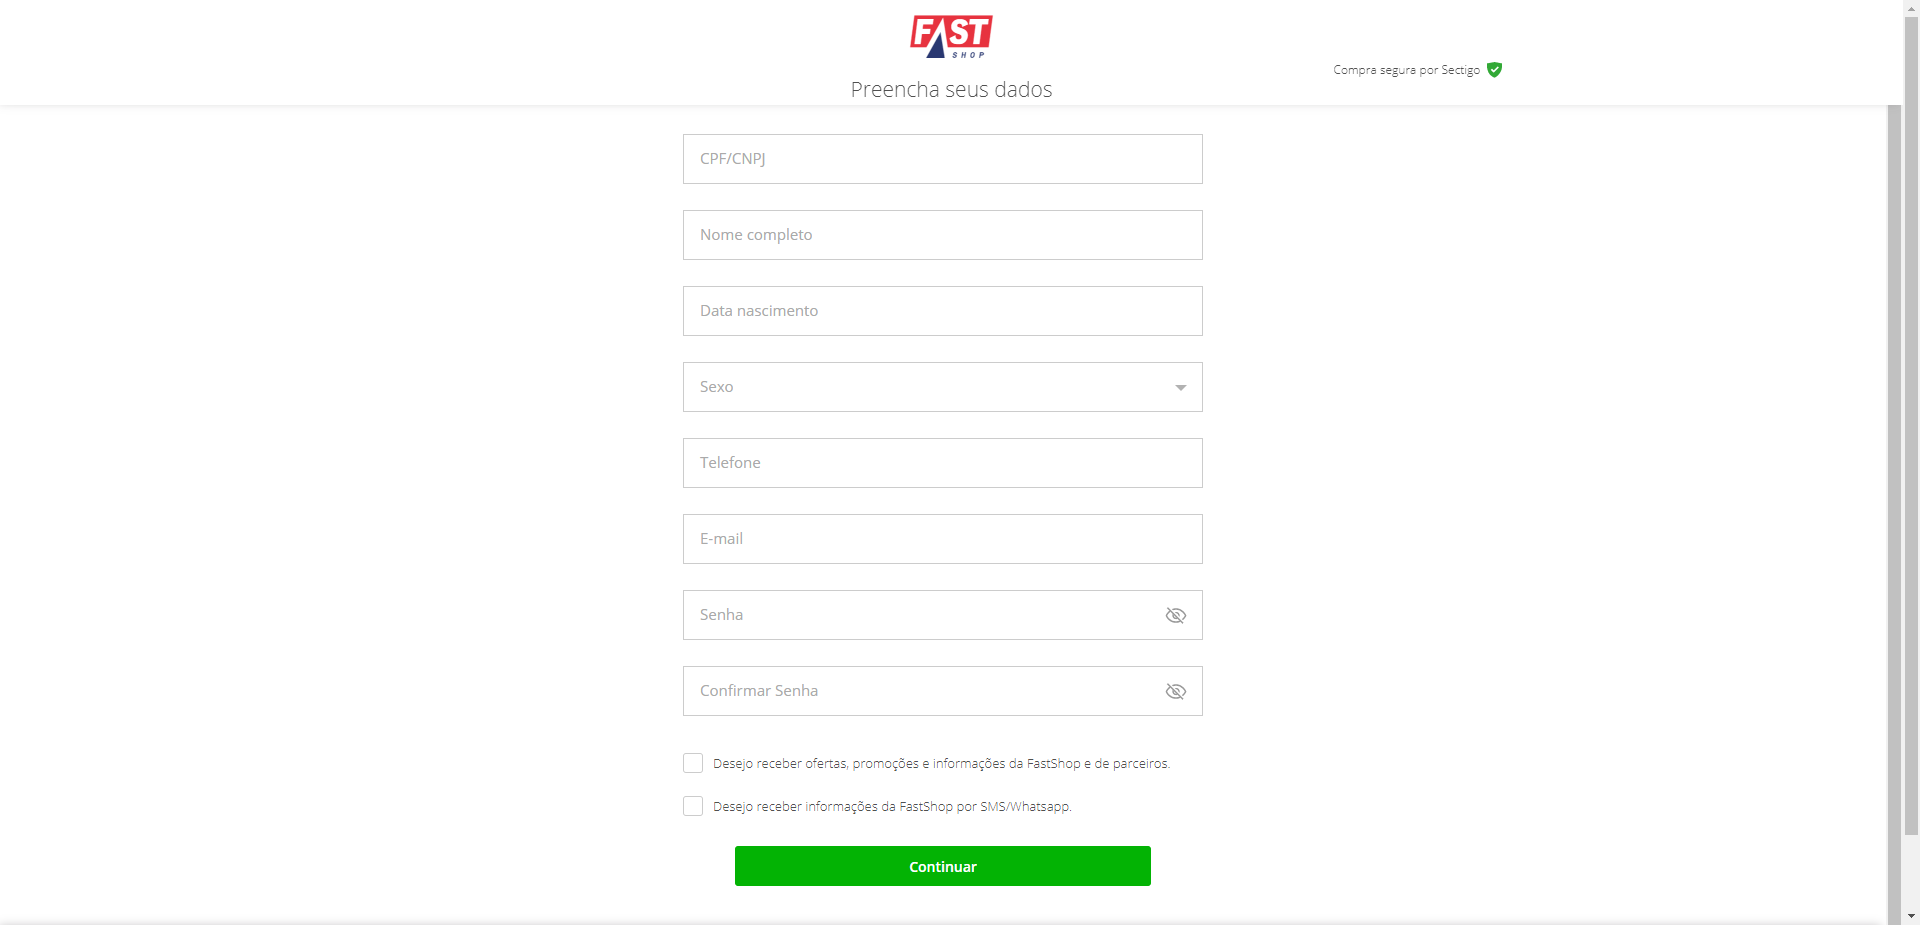 FAST
SHOP
Preencha seus dados
Compra segura por Sectigo
CPF/CNPJ
Nome completo
Data nascimento
Sexo
Telefone
E-mail
Senha
Confirmar Senha
Desejo receber ofertas, promoções e informações da FastShop e de parceiros.
Desejo receber informações da FastShop por SMS/Whatsapp.
Continuar